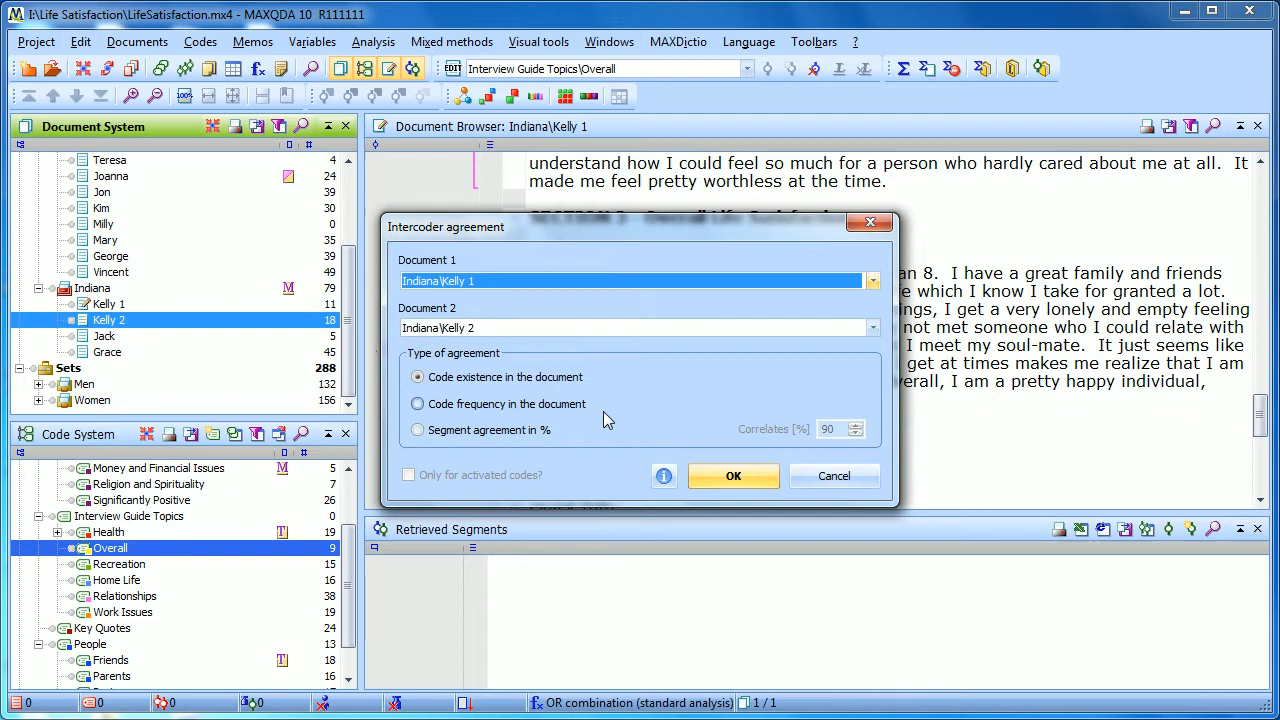 I:\Life Satisfaction\LifeSatisfaction.mx4 - MAXQDA 10 R111111
Project Edit Documents Codes Memos Variables Analysis Mixed methods Visual tools Windows MAXDictio Language Toolbars ?
EDIT Interview Guide Topics\Overall
100%
Document System
Teresa 4
Joanna 24
Jon 35
Kim 30
Milly 0
Mary 35
George 39
Vincent 49
Indiana M 79
Kelly 1 11
Kelly 2 18
Jack 5
Grace 45
Sets 288
Men 132
Women 156
Code System
Money and Financial Issues M 5
Religion and Spirituality 7
Significantly Positive 24
Interview Guide Topics 0
Health T 19
Overall 9
Recreation 15
Home Life 16
Relationships 38
Work Issues 19
Key Quotes 24
People 13
Friends T 18
Parents 16
Document Browser: Indiana\Kelly 1
understand how I could feel so much for a person who hardly cared about me at all. It
made me feel pretty worthless at the time.
an 8. I have a great family and friends
e which I know I take for granted a lot.
ings, I get a very lonely and empty feeling
not met someone who I could relate with
I meet my soul-mate. It just seems like
get at times makes me realize that I am
verall, I am a pretty happy individual,
Intercoder agreement
Document 1
Indiana\Kelly 1
Document 2
Indiana\Kelly 2
Type of agreement
Code existence in the document
Code frequency in the document
Segment agreement in %
Correlates [%] 90
Only for activated codes?
OK
Cancel
Retrieved Segments
0 0 0 0 OR combination (standard analysis) 1 / 1